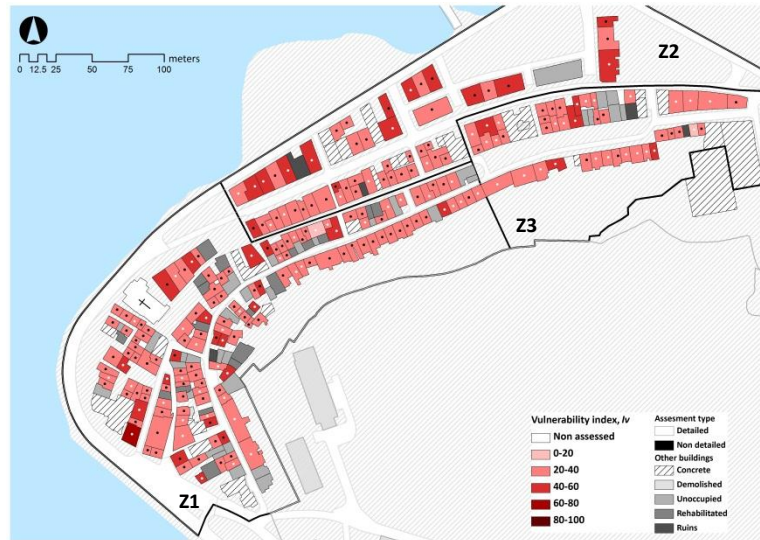 0 12.5 25 50 75 100 meters
Z2
Z3
Z1
Vulnerability index, Iv
Non assessed
0-20
20-40
40-60
60-80
80-100
Assesment type
Detailed
Non detailed
Other buildings
Concrete
Demolished
Unoccupied
Rehabilitated
Ruins